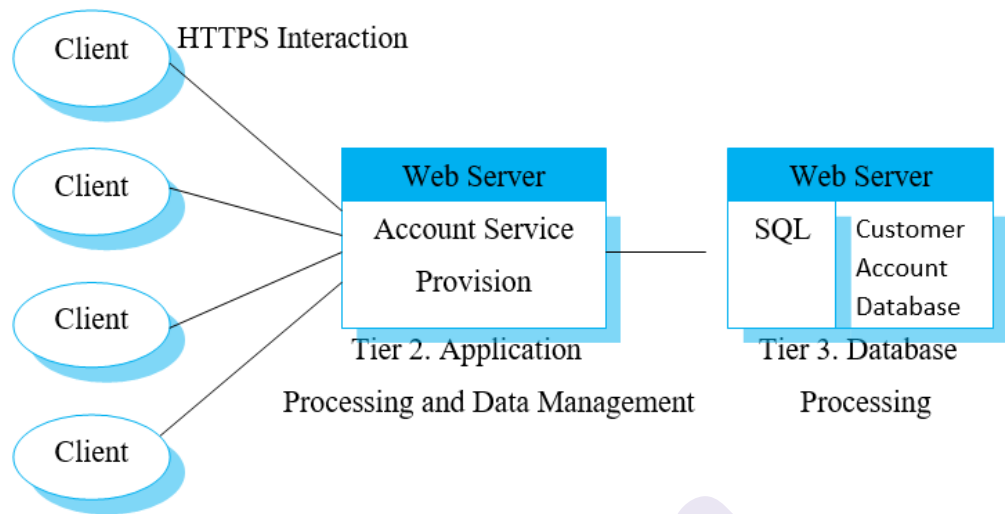 Client
HTTPS Interaction
Client
Client
Client
Web Server
Account Service
Provision
Tier 2. Application
Processing and Data Management
Web Server
SQL
Customer
Account
Database
Tier 3. Database
Processing